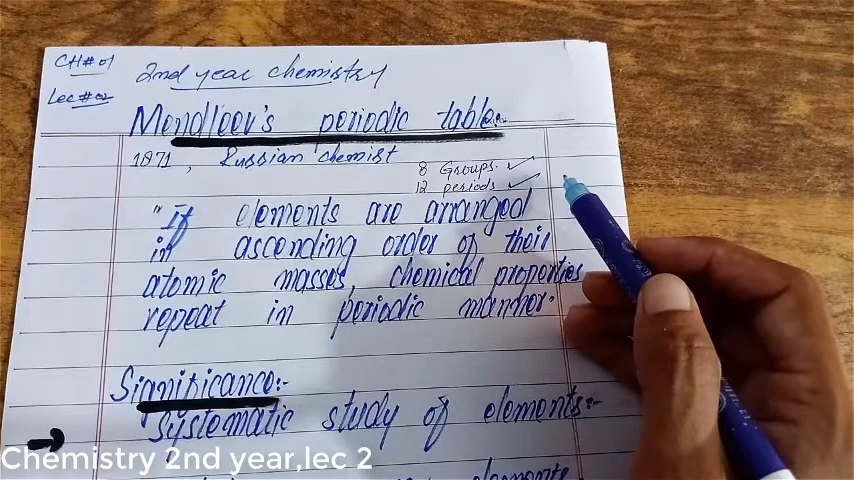 CH#01
2nd year chemistry
Lec#02
Mendleev's periodic table:-
1871, Russian chemist
8 Groups.
12 periods
"If elements are arranged
in ascending order of their
atomic masses, chemical properties
repeat in periodic manner"
Significance:-
Systematic study of elements:-
elements
Chemistry 2nd year,lec 2